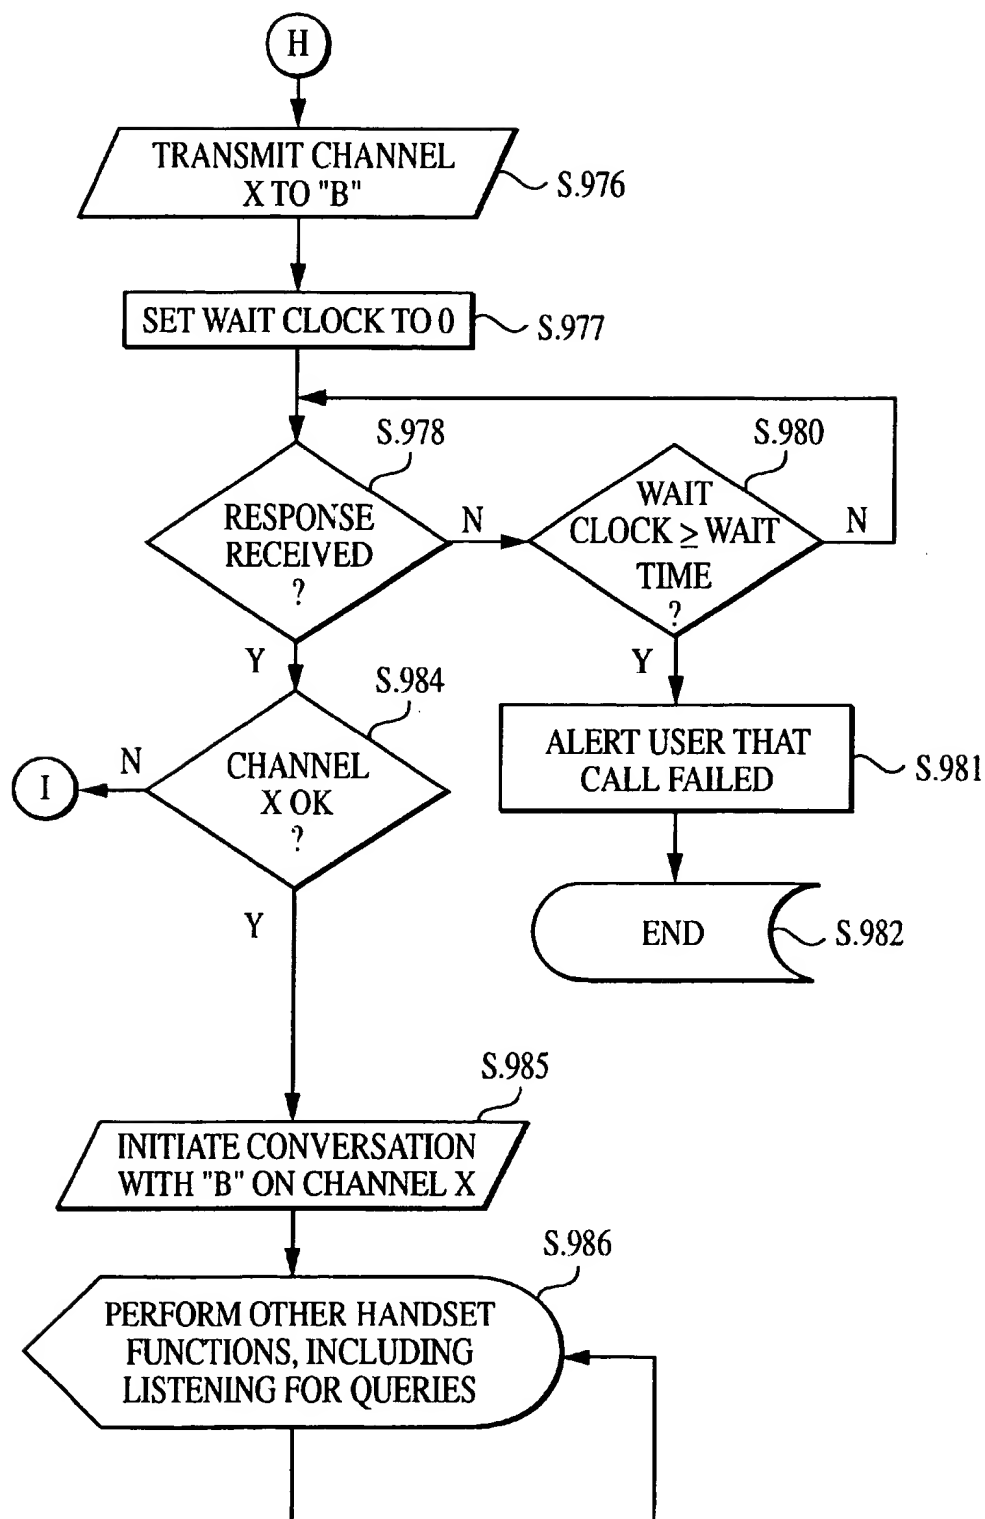 H
TRANSMIT CHANNEL
X TO "B"
S.976
SET WAIT CLOCK TO 0
S.977
S.978
RESPONSE
RECEIVED
?
N
Y
S.980
WAIT
CLOCK ≥ WAIT
TIME
?
N
Y
S.984
CHANNEL
X OK
?
N
I
Y
ALERT USER THAT
CALL FAILED
S.981
END
S.982
S.985
INITIATE CONVERSATION
WITH "B" ON CHANNEL X
S.986
PERFORM OTHER HANDSET
FUNCTIONS, INCLUDING
LISTENING FOR QUERIES